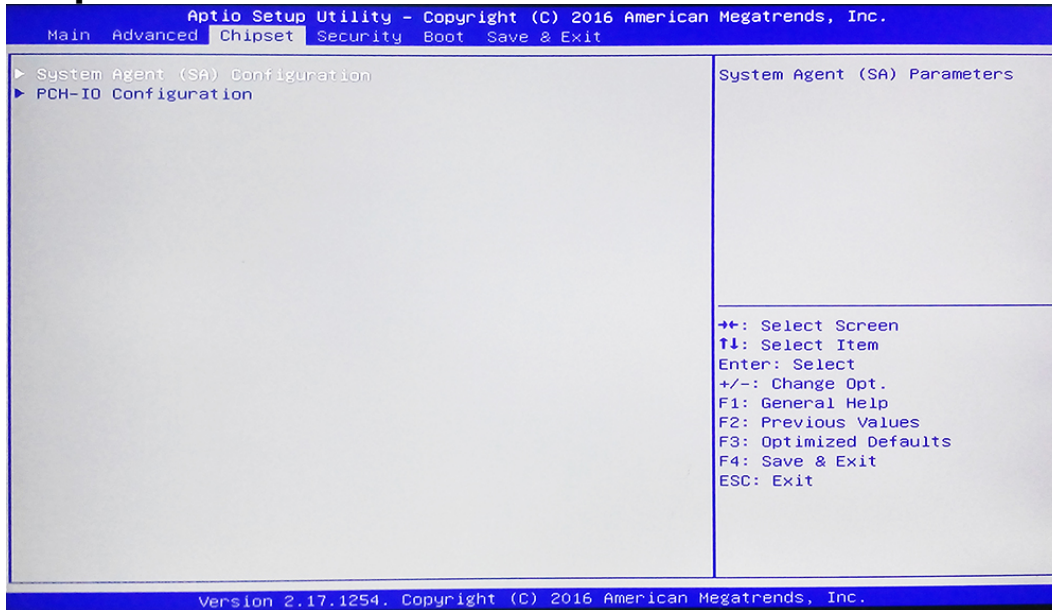 Aptio Setup Utility – Copyright (C) 2016 American Megatrends, Inc.
Main Advanced Chipset Security Boot Save & Exit
► System Agent (SA) Configuration
► PCH-IO Configuration
System Agent (SA) Parameters
→←: Select Screen
↑↓: Select Item
Enter: Select
+/-: Change Opt.
F1: General Help
F2: Previous Values
F3: Optimized Defaults
F4: Save & Exit
ESC: Exit
Version 2.17.1254. Copyright (C) 2016 American Megatrends, Inc.